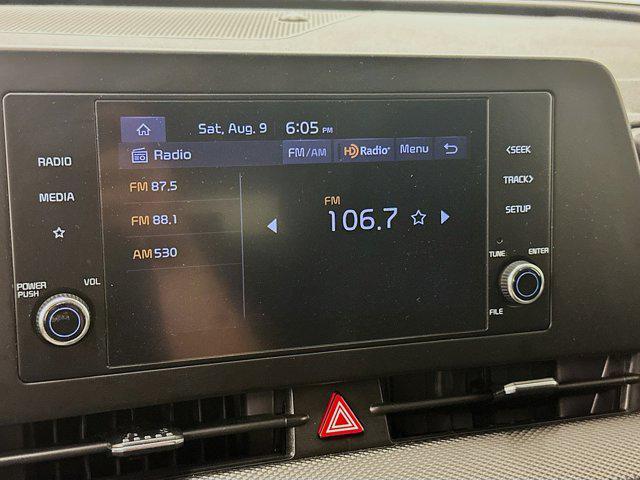 Sat, Aug. 9 6:05 PM
Radio FM/AM HD Radio Menu
FM 87.5
FM 88.1
AM 530
FM
106.7
RADIO
MEDIA
POWER
PUSH
VOL
<SEEK
TRACK>
SETUP
TUNE
ENTER
FILE